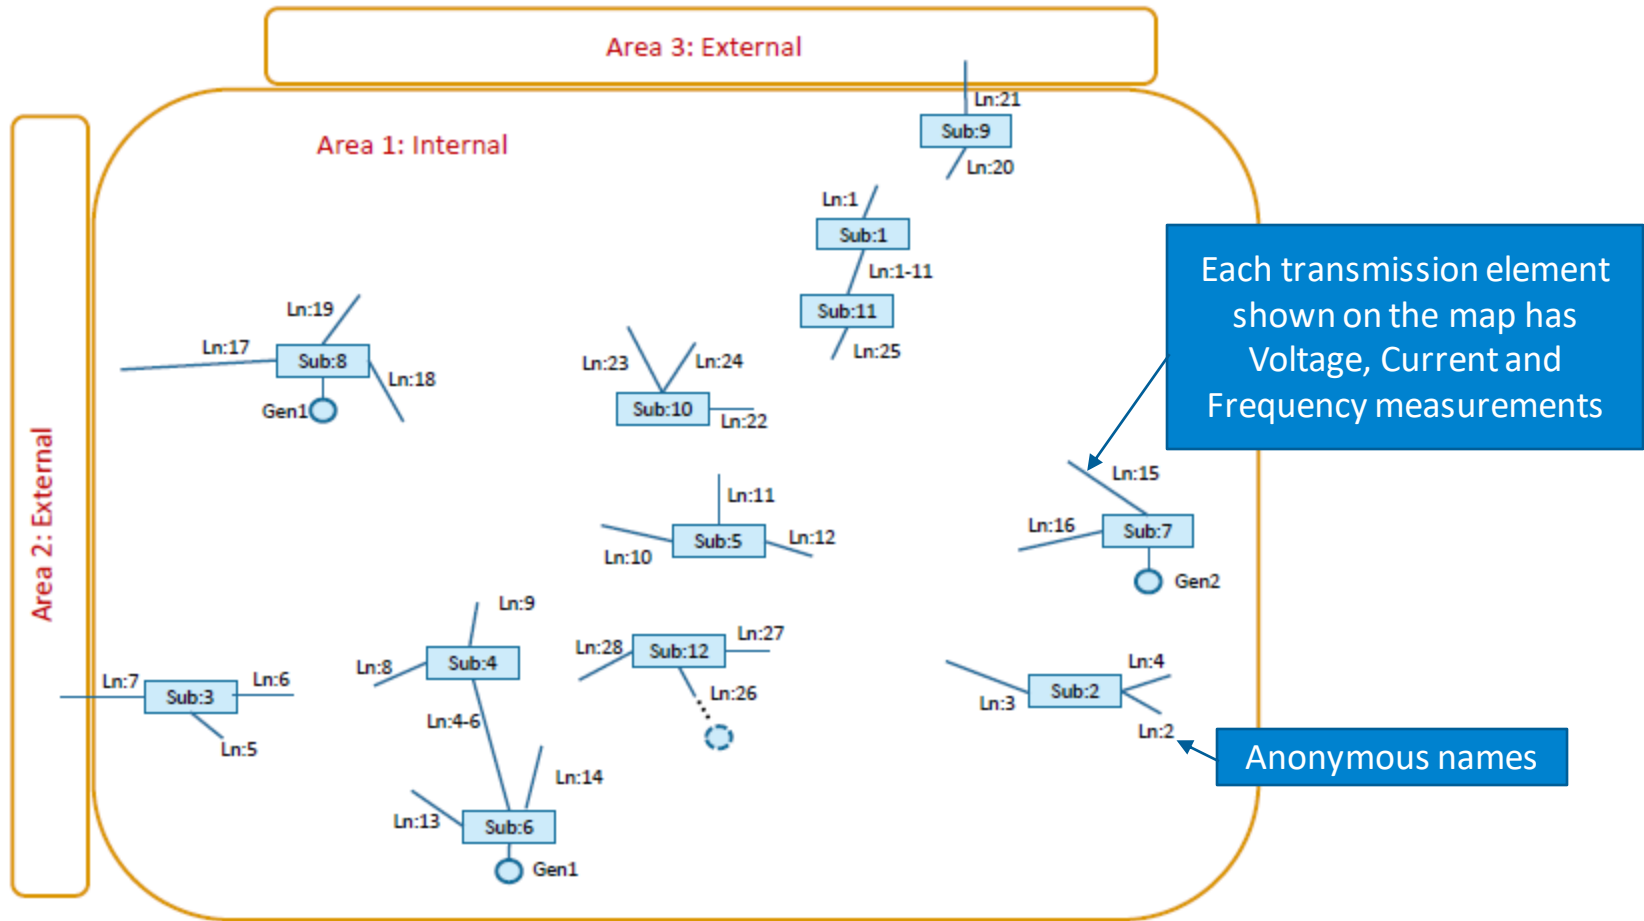 Area 3: External
Ln:21
Sub:9
Ln:20
Area 1: Internal
Ln:1
Sub:1
Ln:1-11
Sub:11
Ln:25
Each transmission element
shown on the map has
Voltage, Current and
Frequency measurements
Ln:19
Ln:17
Sub:8
Ln:18
Gen1
Ln:23
Ln:24
Sub:10
Ln:22
Area 2: External
Ln:11
Ln:10
Sub:5
Ln:12
Ln:15
Ln:16
Sub:7
Gen2
Ln:9
Ln:8
Sub:4
Ln:4-6
Ln:28
Sub:12
Ln:27
Ln:26
Ln:7
Sub:3
Ln:6
Ln:5
Ln:3
Sub:2
Ln:4
Ln:2
Anonymous names
Ln:14
Ln:13
Sub:6
Gen1